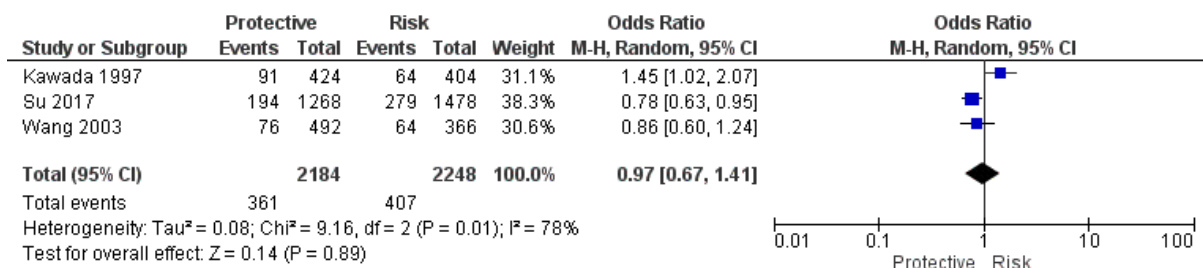 Protective Risk Odds Ratio Odds Ratio
Study or Subgroup Events Total Events Total Weight M-H, Random, 95% CI M-H, Random, 95% CI
Kawada 1997 91 424 64 404 31.1% 1.45 [1.02, 2.07]
Su 2017 194 1268 279 1478 38.3% 0.78 [0.63, 0.95]
Wang 2003 76 492 64 366 30.6% 0.86 [0.60, 1.24]
Total (95% CI) 2184 2248 100.0% 0.97 [0.67, 1.41]
Total events 361 407
Heterogeneity: Tau² = 0.08; Chi² = 9.16, df = 2 (P = 0.01); I² = 78%
Test for overall effect: Z = 0.14 (P = 0.89)
0.01 0.1 1 10 100
Protective Risk